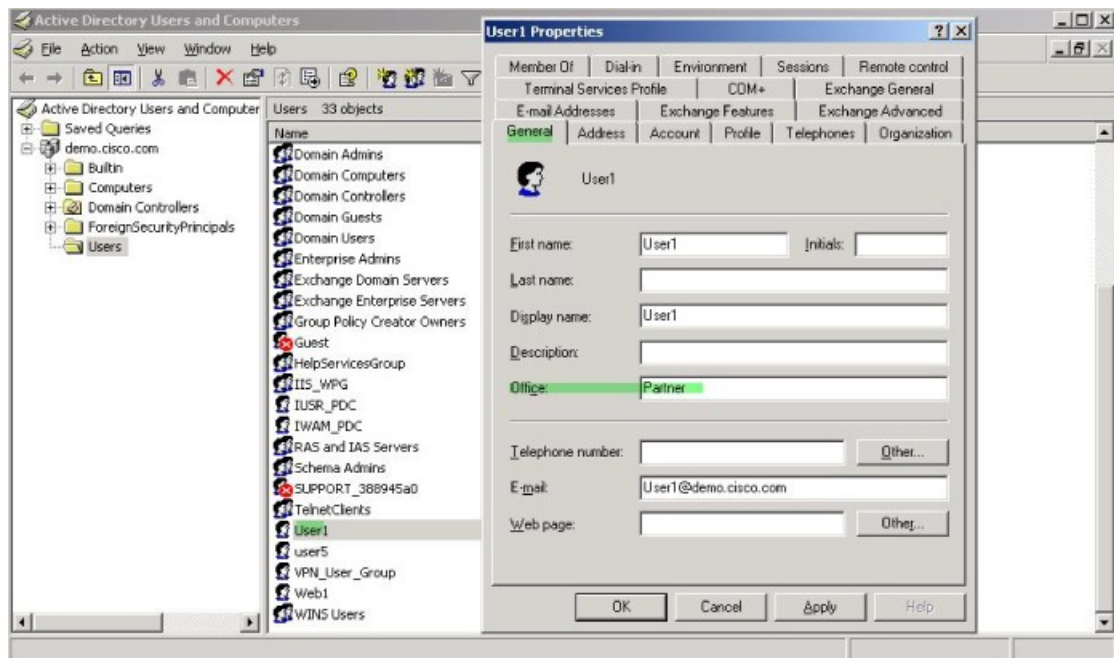 Active Directory Users and Computers
File Action View Window Help
Active Directory Users and Computer
Saved Queries
demo.cisco.com
Builtin
Computers
Domain Controllers
ForeignSecurityPrincipals
Users
Users 33 objects
Name
Domain Admins
Domain Computers
Domain Controllers
Domain Guests
Domain Users
Enterprise Admins
Exchange Domain Servers
Exchange Enterprise Servers
Group Policy Creator Owners
Guest
HelpServicesGroup
IIS_WPG
IUSR_PDC
IWAM_PDC
RAS and IAS Servers
Schema Admins
SUPPORT_388945a0
TelnetClients
User1
user5
VPN_User_Group
Web1
WINS Users
User1 Properties
Member Of Dial-in Environment Sessions Remote control
Terminal Services Profile COM+ Exchange General
E-mail Addresses Exchange Features Exchange Advanced
General Address Account Profile Telephones Organization
User1
First name: User1 Initials:
Last name:
Display name: User1
Description:
Office: Partner
Telephone number: Other...
E-mail: User1@demo.cisco.com
Web page: Other...
OK Cancel Apply Help